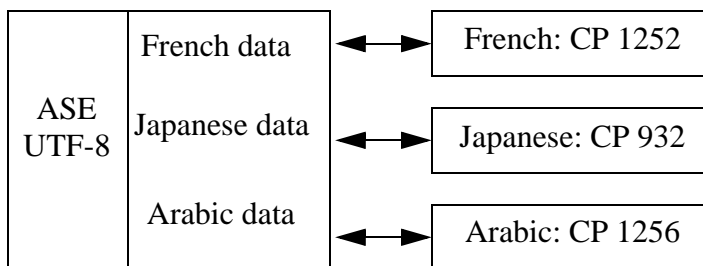 ASE
UTF-8
French data
Japanese data
Arabic data
French: CP 1252
Japanese: CP 932
Arabic: CP 1256